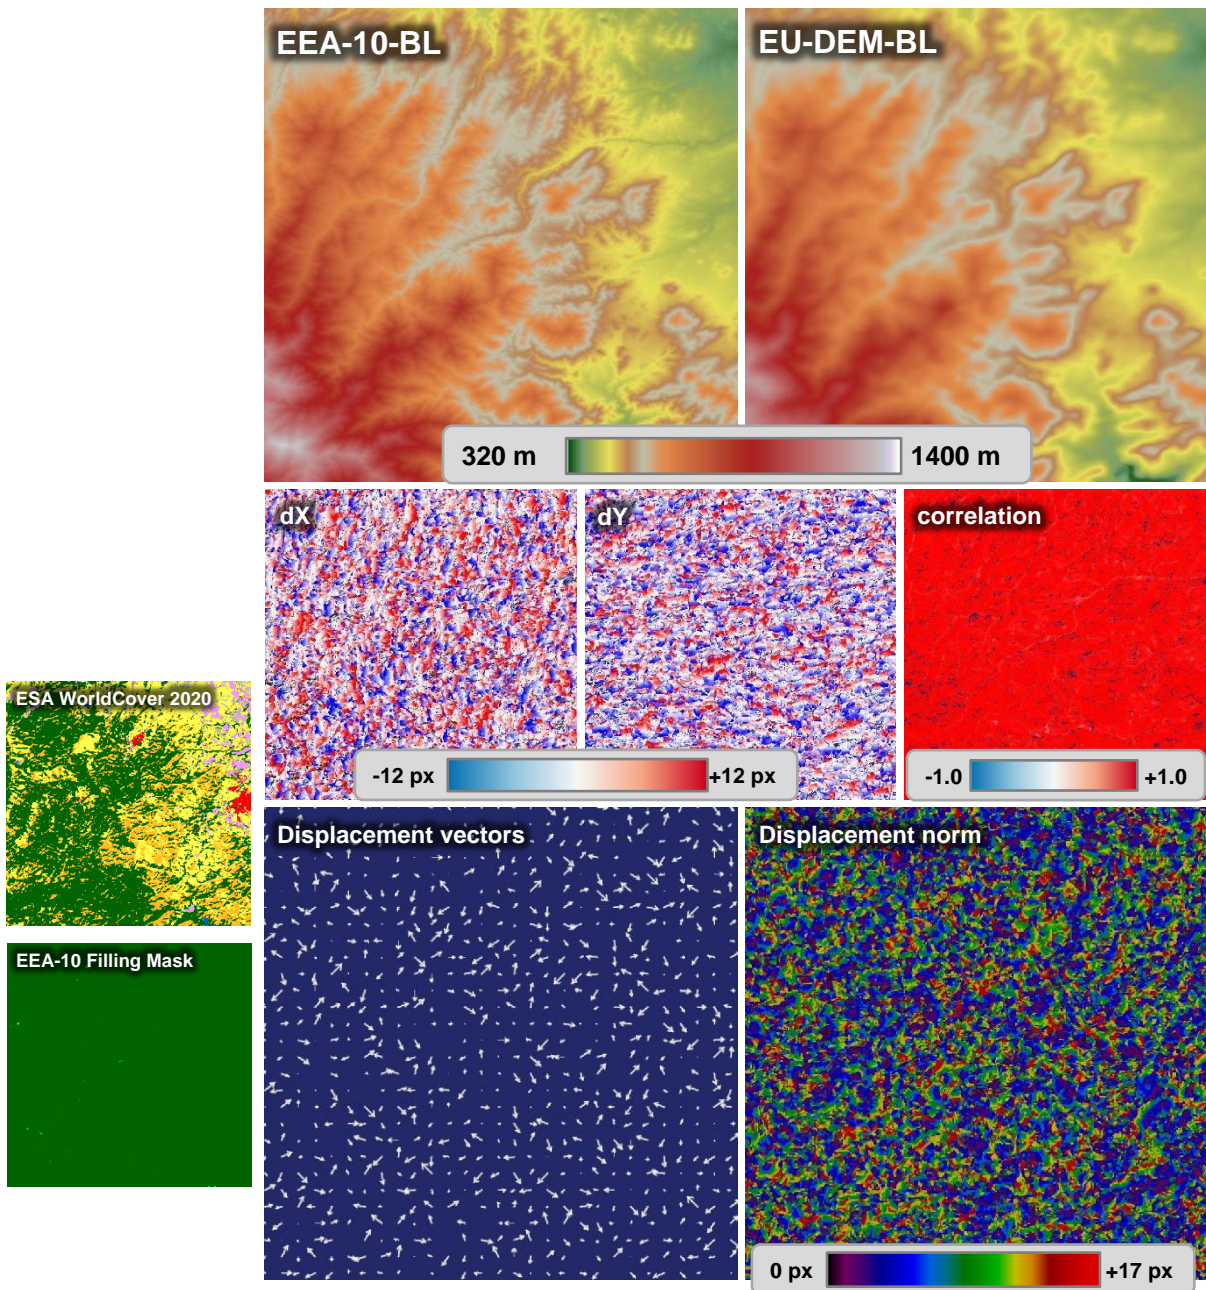 EEA-10-BL
EU-DEM-BL
320 m
1400 m
dX
dY
correlation
-12 px
+12 px
-1.0
+1.0
ESA WorldCover 2020
EEA-10 Filling Mask
Displacement vectors
Displacement norm
0 px
+17 px